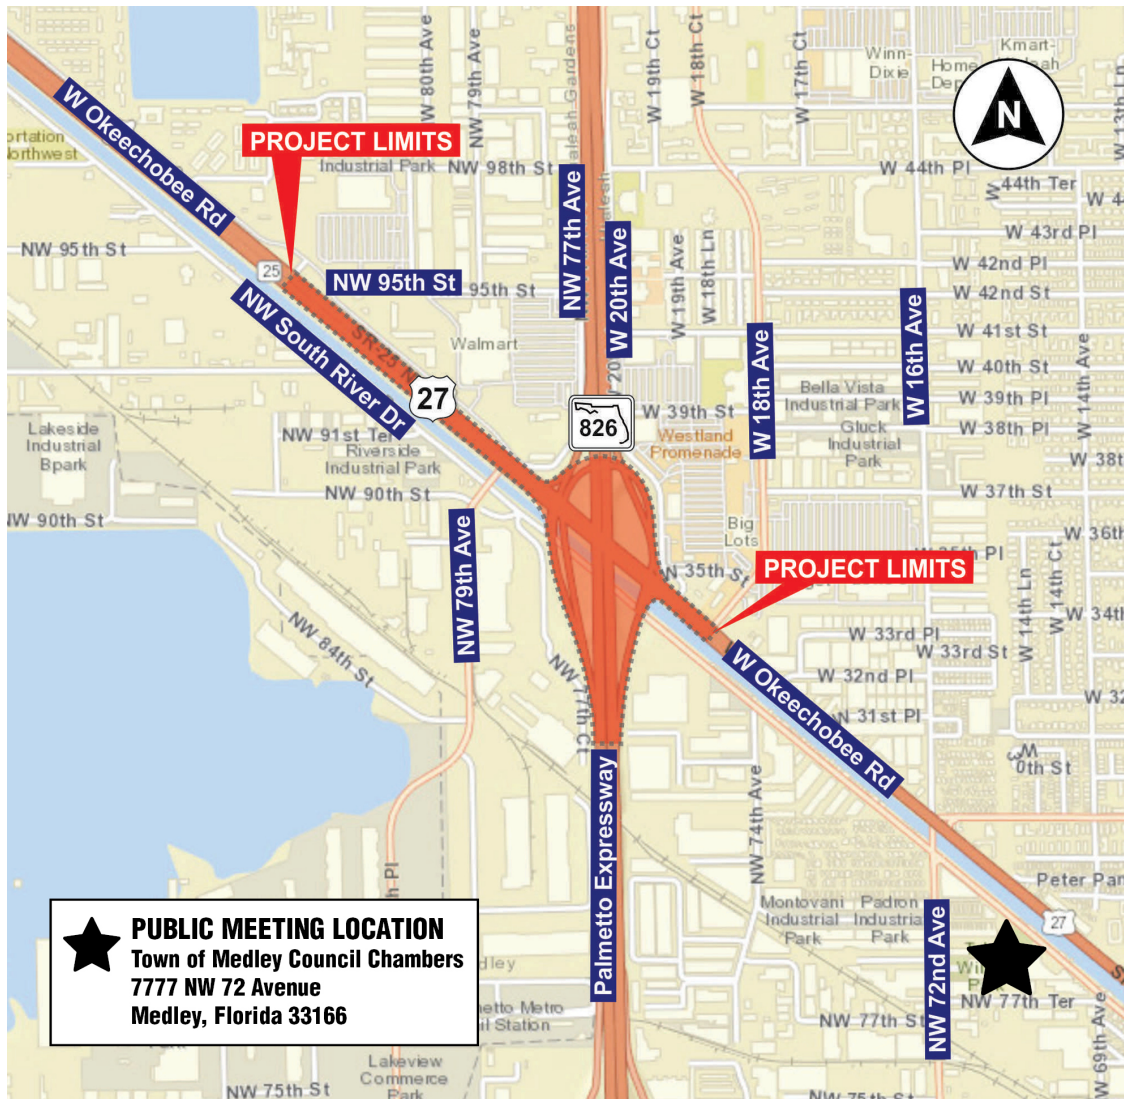 W 80th Ave
NW 79th Ave
Hialeah Gardens
W 19th Ct
W 18th Ct
W 17th Ct
Winn-
Dixie
Kmart-
Home
W 13th Ln
N
W Okeechobee Rd
PROJECT LIMITS
Industrial Park
NW 98th St
W 44th Pl
W 44th Ter
Northwest
NW 77th Ave
W 20th Ave
W 43rd Pl
NW 95th St
25
NW 95th St
95th St
W 19th Ave
W 18th Ln
W 42nd Pl
W 42nd St
NW South River Dr
SR-25
Walmart
W 18th Ave
W 16th Ave
W 41st St
W 40th St
W 14th Ave
27
826
W 39th St
Bella Vista
Industrial Park
W 39th Pl
Lakeside
Industrial
Bpark
NW 91st Ter
Riverside
Industrial Park
Westland
Promenade
Gluck
Industrial
Park
W 38th Pl
NW 90th St
W 37th St
NW 90th St
NW 79th Ave
Big
Lots
N 35th St
PROJECT LIMITS
W 14th Ln
W 14th Ct
NW 84th St
W 33rd Pl
W 33rd St
NW 77th Ct
W 32nd Pl
W Okeechobee Rd
N 31st Pl
W
30th St
Palmetto Expressway
NW 74th Ave
Montovani
Industrial
Park
Padron
Industrial
Park
Peter Pan
27
NW 72nd Ave
PUBLIC MEETING LOCATION
Town of Medley Council Chambers
7777 NW 72 Avenue
Medley, Florida 33166
NW 77th Ter
NW 77th St
W 69th Ave
Lakeview
Commerce
Park
NW 75th St
NW 75th St